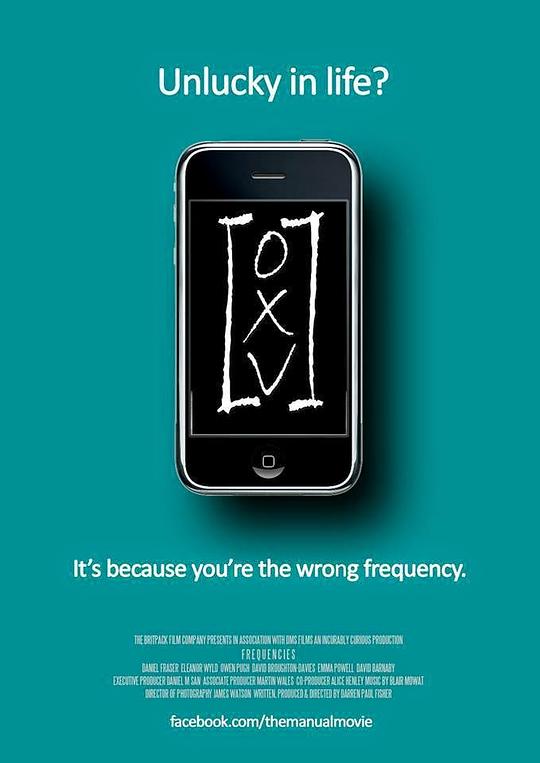 Unlucky in life?
O
X
V
It's because you're the wrong frequency.
THE BRITPACK FILM COMPANY PRESENTS IN ASSOCIATION WITH DMS FILMS AN INCURABLY CURIOUS PRODUCTION
FREQUENCIES
DANIEL FRASER ELEANOR WYLD OWEN PUGH DAVID BROUGHTON-DAVIES EMMA POWELL DAVID BARNABY
EXECUTIVE PRODUCER DANIEL M SAN ASSOCIATE PRODUCER MARTIN WALES CO-PRODUCER ALICE HENLEY MUSIC BY BLAIR MOWAT
DIRECTOR OF PHOTOGRAPHY JAMES WATSON WRITTEN, PRODUCED & DIRECTED BY DARREN PAUL FISHER
facebook.com/themanualmovie